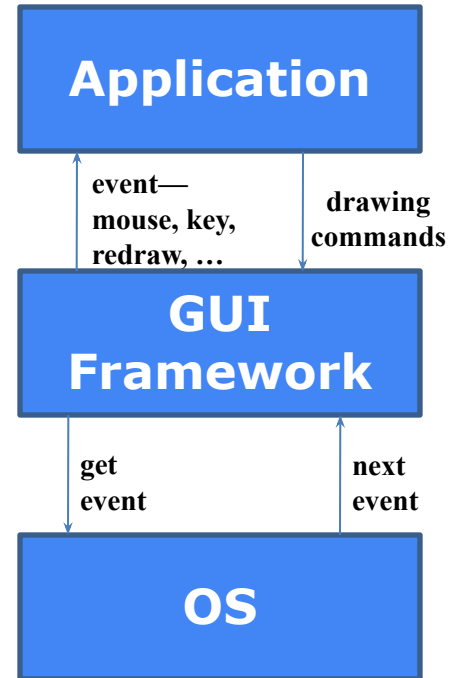 Application
event—
mouse, key,
redraw, …
drawing
commands
GUI
Framework
get
event
next
event
OS